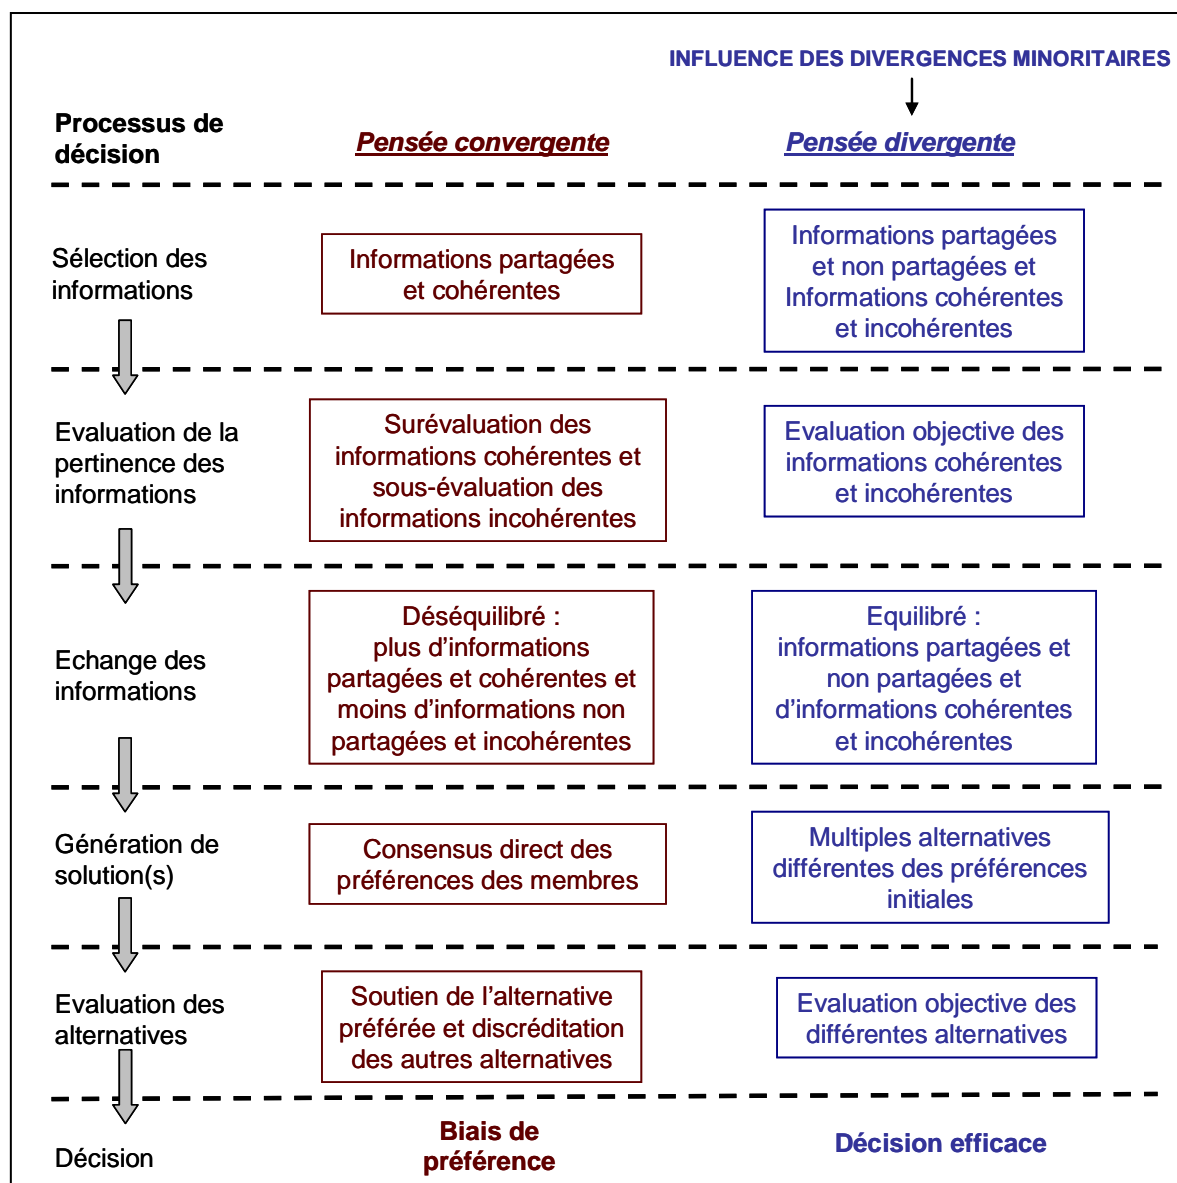 INFLUENCE DES DIVERGENCES MINORITAIRES
Processus de
décision
Pensée convergente
Pensée divergente
Sélection des
informations
Informations partagées
et cohérentes
Informations partagées
et non partagées et
Informations cohérentes
et incohérentes
Evaluation de la
pertinence des
informations
Surévaluation des
informations cohérentes et
sous-évaluation des
informations incohérentes
Evaluation objective des
informations cohérentes
et incohérentes
Echange des
informations
Déséquilibré :
plus d’informations
partagées et cohérentes et
moins d’informations non
partagées et incohérentes
Equilibré :
informations partagées et
non partagées et
d’informations cohérentes
et incohérentes
Génération de
solution(s)
Consensus direct des
préférences des membres
Multiples alternatives
différentes des préférences
initiales
Evaluation des
alternatives
Soutien de l’alternative
préférée et discréditation
des autres alternatives
Evaluation objective des
différentes alternatives
Décision
Biais de
préférence
Décision efficace